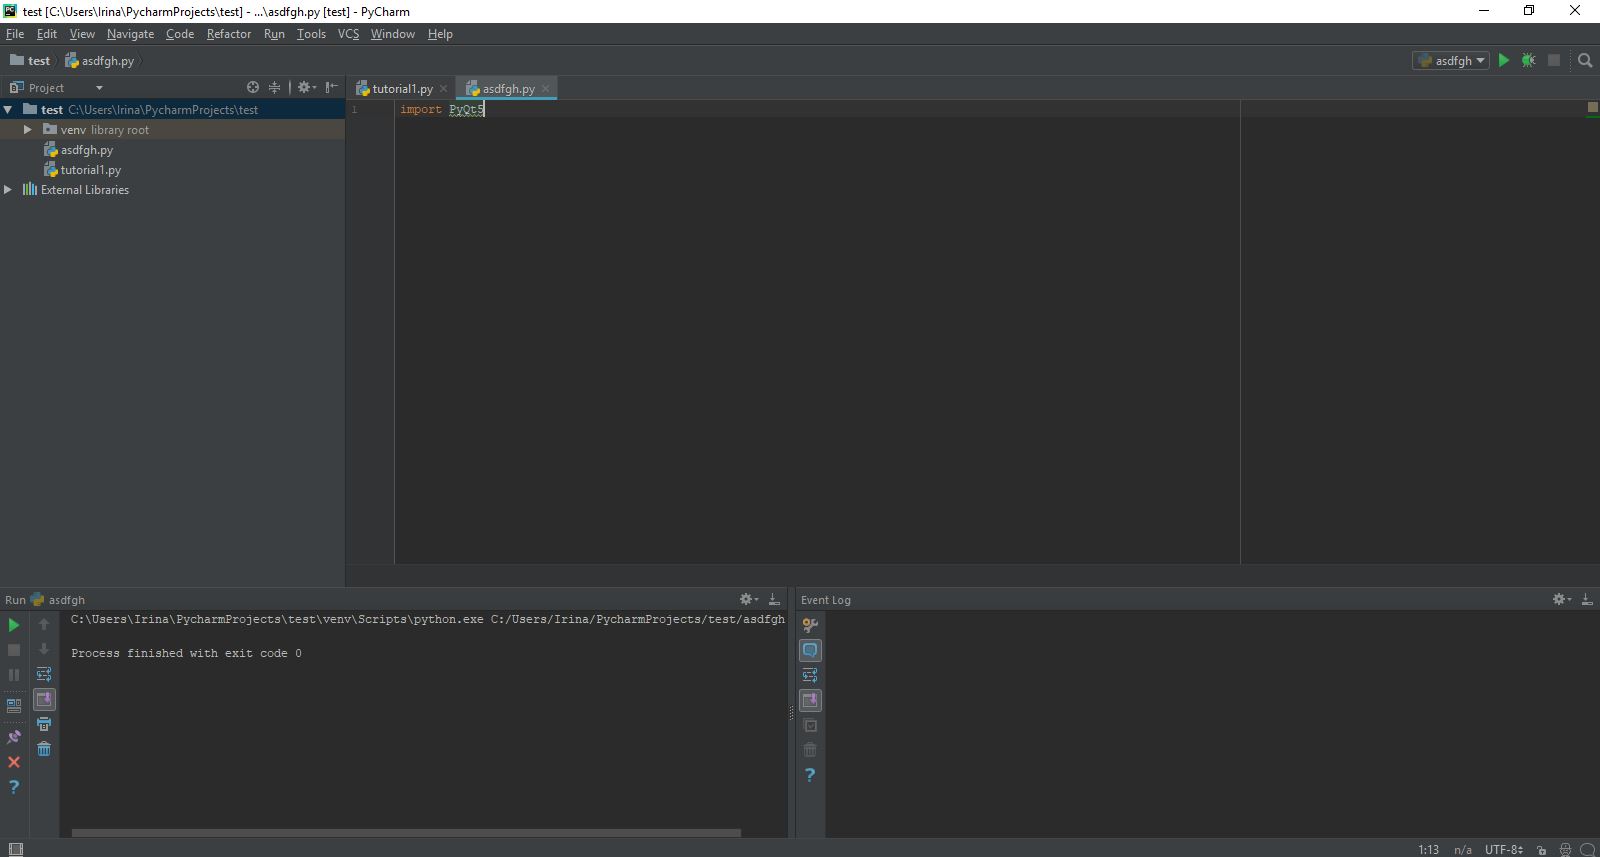 test [C:\Users\Irina\PycharmProjects\test] - ...\asdfgh.py [test] - PyCharm
File Edit View Navigate Code Refactor Run Tools VCS Window Help
test asdfgh.py asdfgh
Project
tutorial1.py asdfgh.py
test C:\Users\Irina\PycharmProjects\test
venv library root
asdfgh.py
tutorial1.py
External Libraries
1 import PyQt5
Run asdfgh
C:\Users\Irina\PycharmProjects\test\venv\Scripts\python.exe C:/Users/Irina/PycharmProjects/test/asdfgh
Process finished with exit code 0
Event Log
1:13 n/a UTF-8